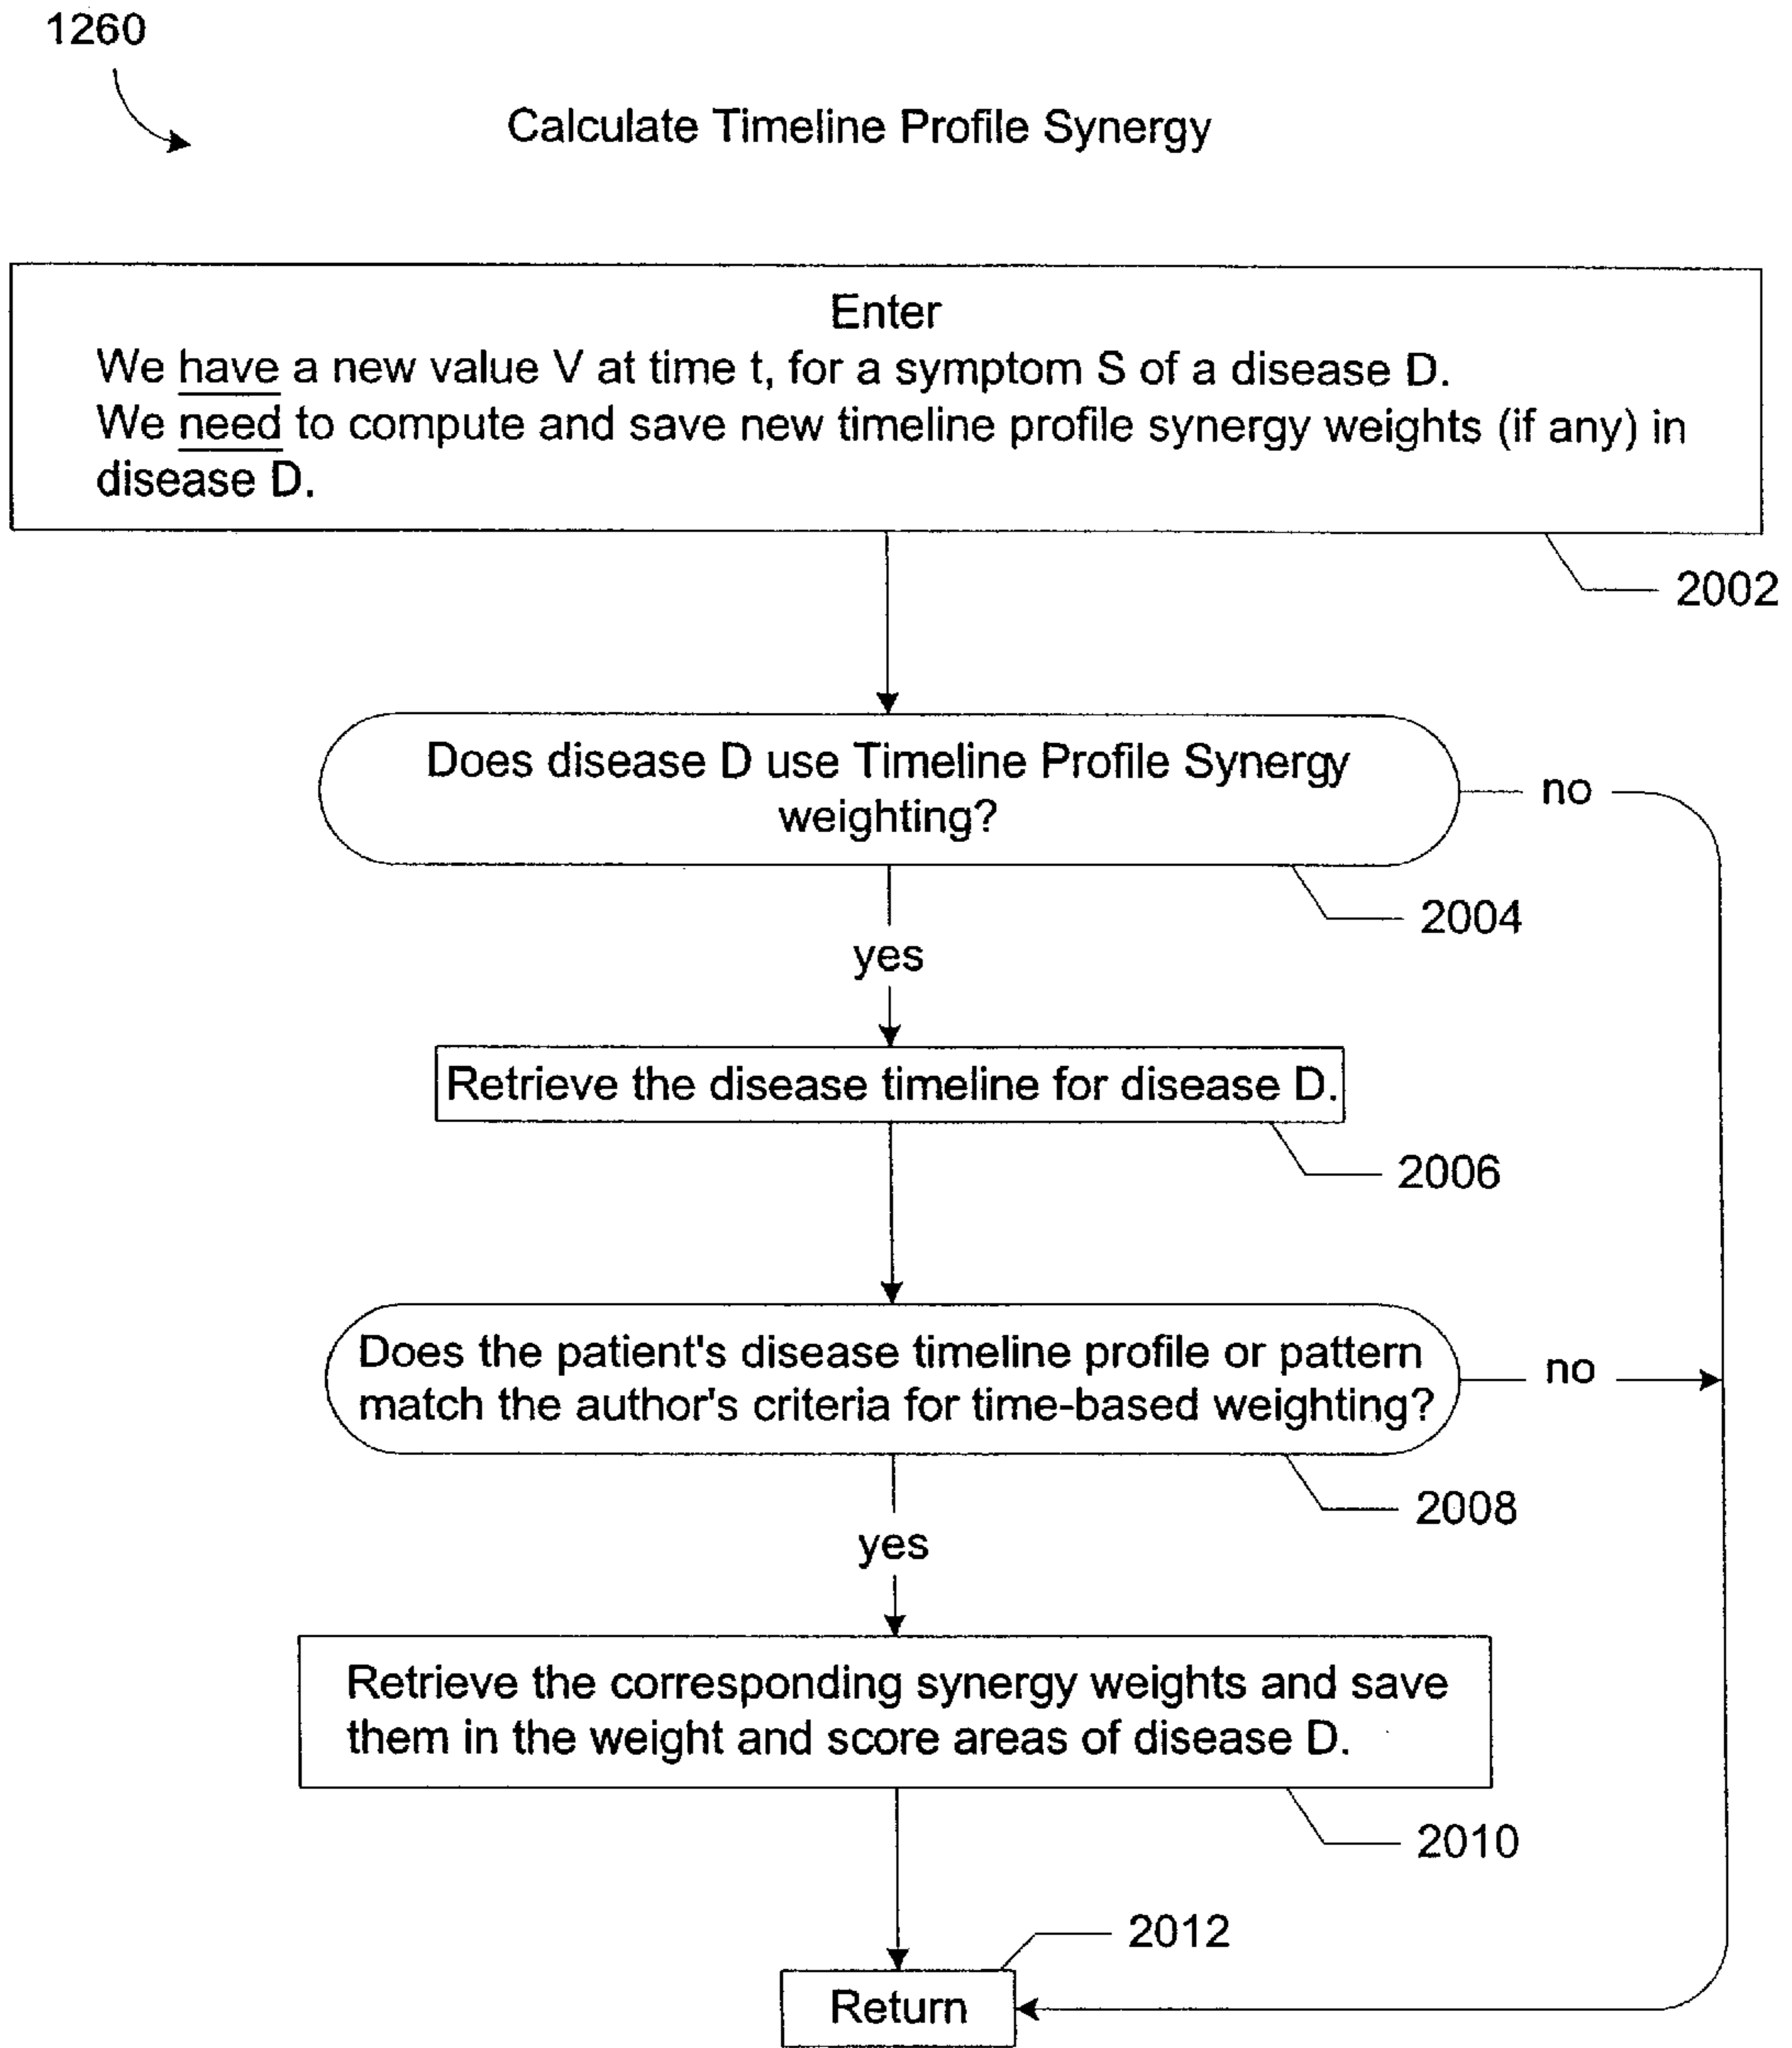 1260
Calculate Timeline Profile Synergy
Enter
We have a new value V at time t, for a symptom S of a disease D.
We need to compute and save new timeline profile synergy weights (if any) in
disease D.
2002
Does disease D use Timeline Profile Synergy
weighting?
no
2004
yes
Retrieve the disease timeline for disease D.
2006
Does the patient's disease timeline profile or pattern
match the author's criteria for time-based weighting?
no
2008
yes
Retrieve the corresponding synergy weights and save
them in the weight and score areas of disease D.
2010
2012
Return